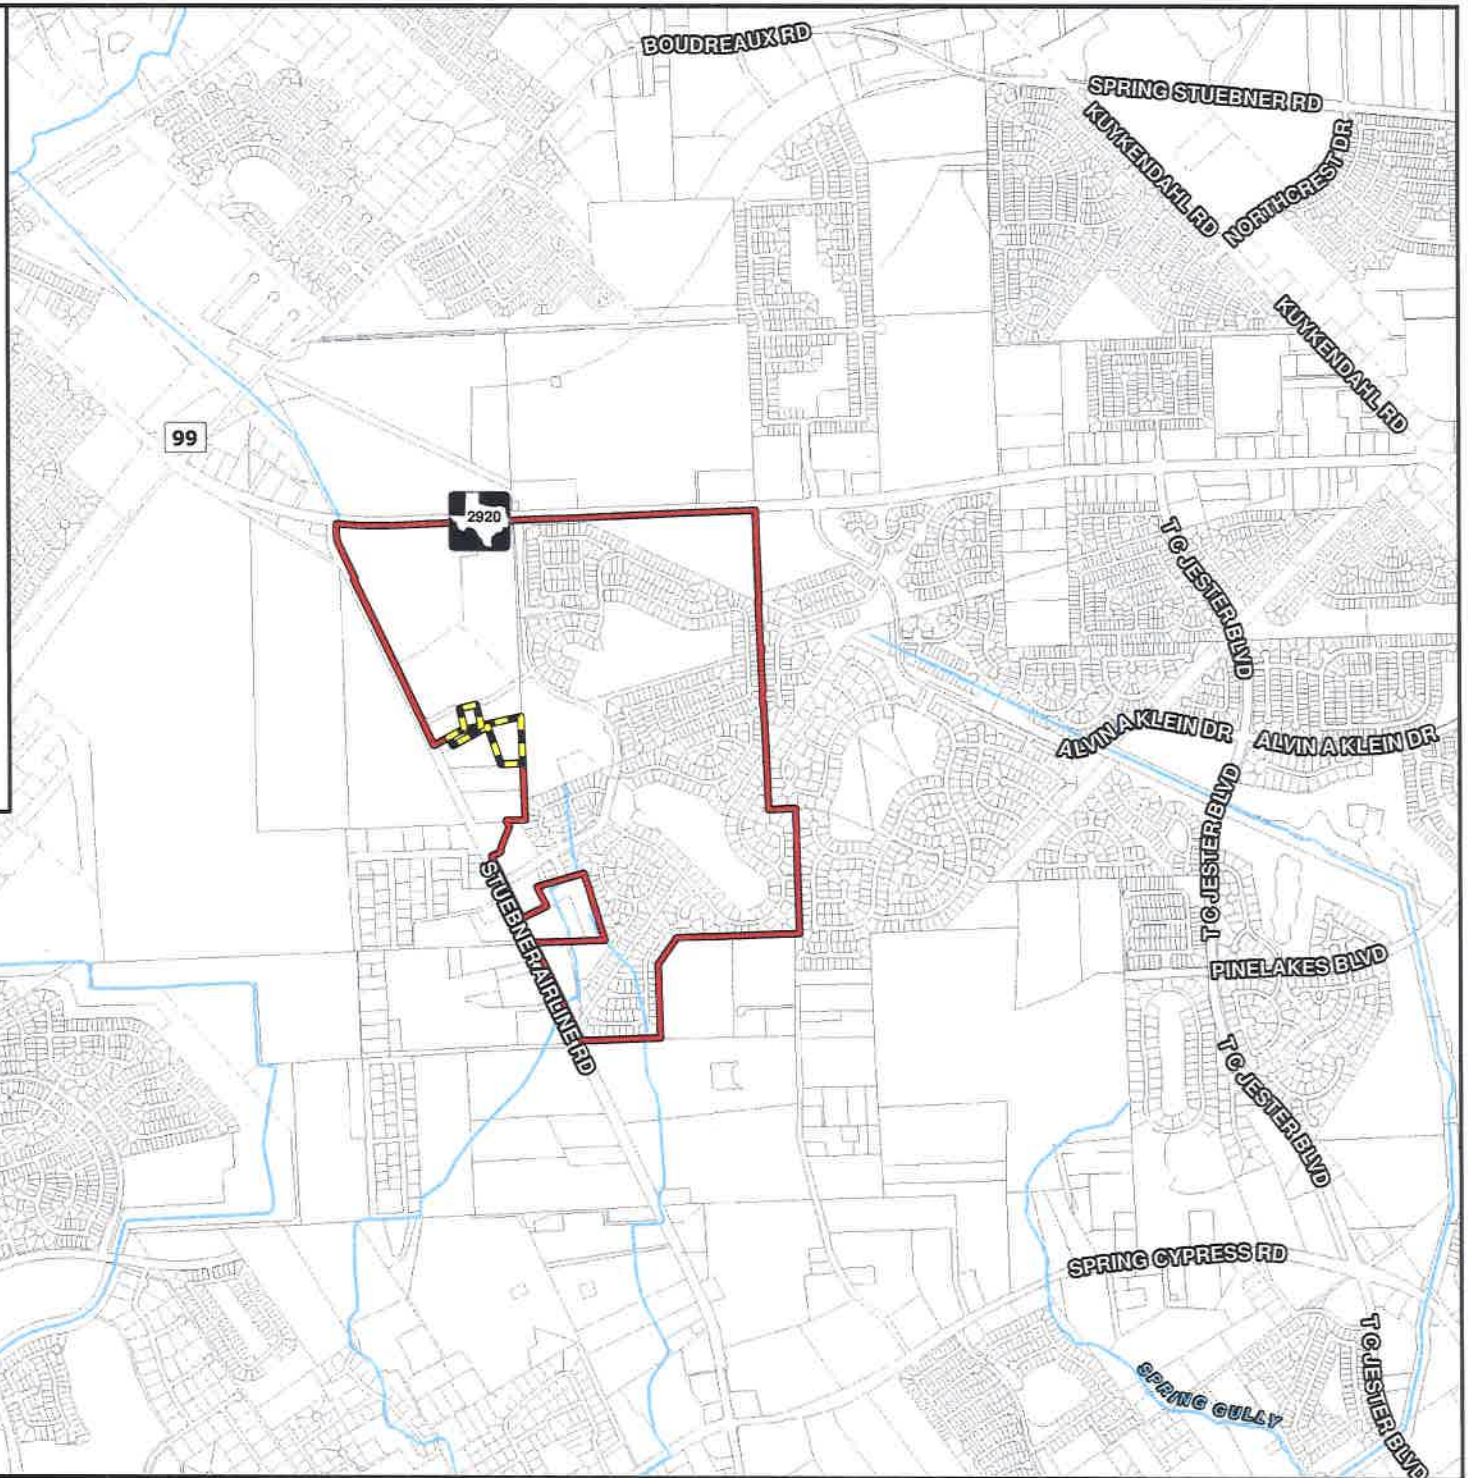 BOUDREAUX RD
SPRING STUEBNER RD
KUYKENDAHL RD
NORTHCREST DR
KUYKENDAHL RD
99
2920
T C JESTER BLVD
ALVIN A KLEIN DR
ALVIN A KLEIN DR
T C JESTER BLVD
STUEBNER AIRLINE RD
PINELAKES BLVD
T C JESTER BLVD
SPRING CYPRESS RD
T C JESTER BLVD
SPRING GULLY